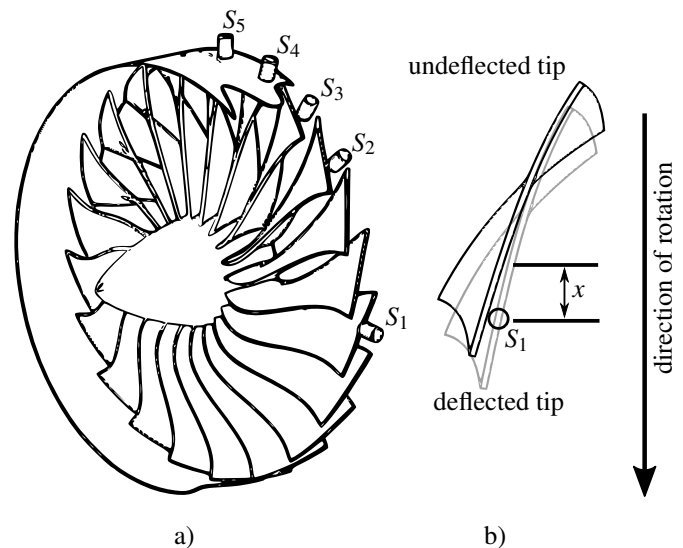 S5
S4
S3
S2
S1
a)
undeflected tip
x
S1
deflected tip
direction of rotation
b)